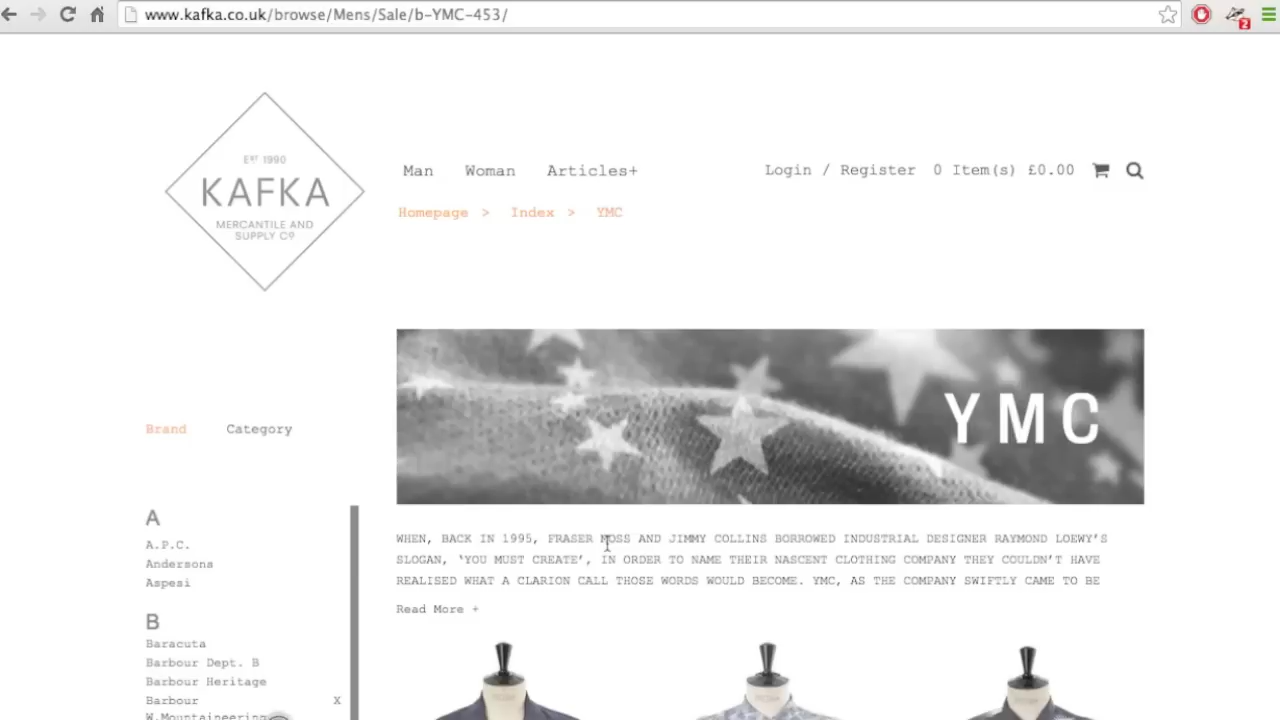 www.kafka.co.uk/browse/Mens/Sale/b-YMC-453/
2
EST 1990
KAFKA
MERCANTILE AND
SUPPLY Co
Man Woman Articles+
Login / Register 0 Item(s) £0.00
Homepage > Index > YMC
YMC
Brand Category
A
A.P.C.
Andersons
Aspesi
B
Baracuta
Barbour Dept. B
Barbour Heritage
Barbour X
W.Mountaineering
WHEN, BACK IN 1995, FRASER MOSS AND JIMMY COLLINS BORROWED INDUSTRIAL DESIGNER RAYMOND LOEWY'S
SLOGAN, ‘YOU MUST CREATE’, IN ORDER TO NAME THEIR NASCENT CLOTHING COMPANY THEY COULDN'T HAVE
REALISED WHAT A CLARION CALL THOSE WORDS WOULD BECOME. YMC, AS THE COMPANY SWIFTLY CAME TO BE
Read More +